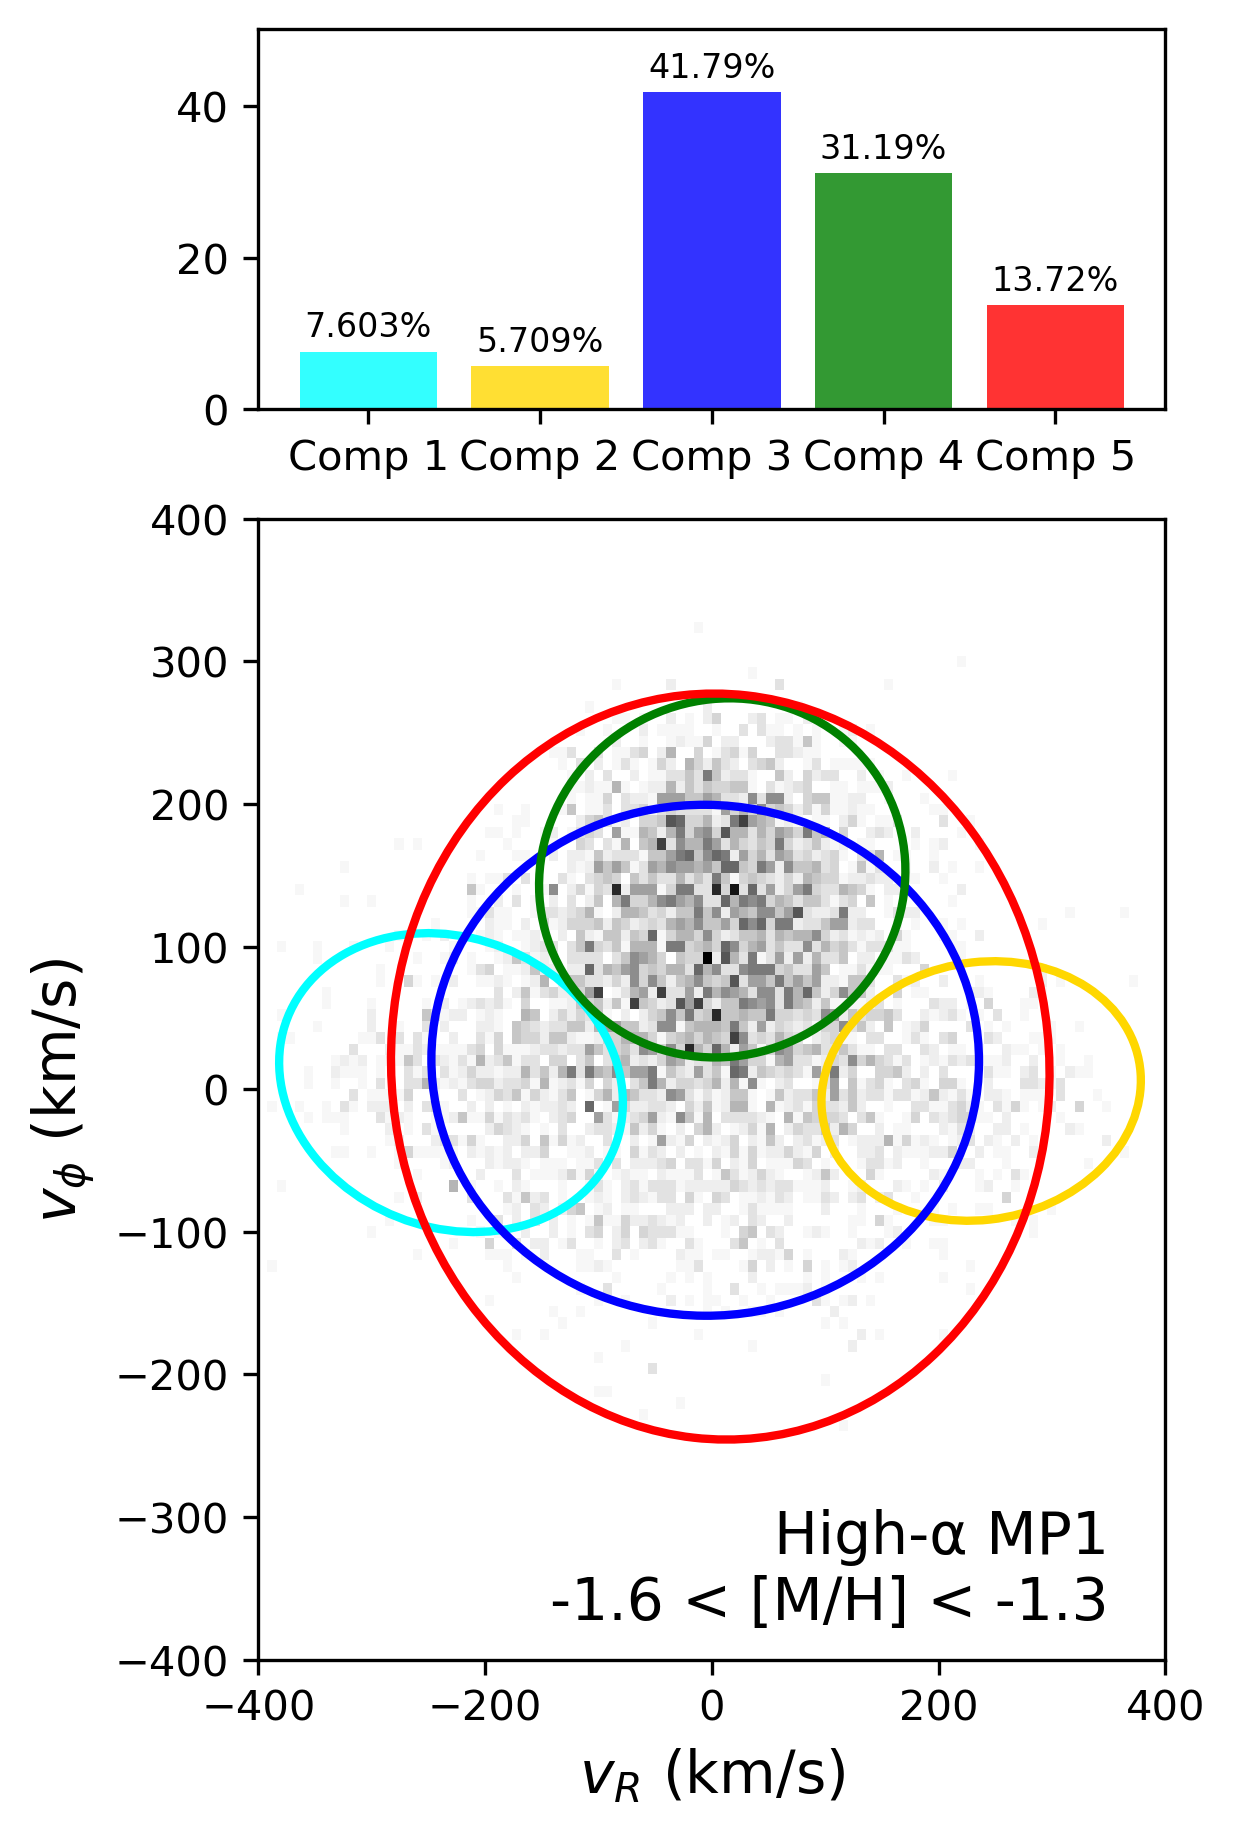 41.79%
40
31.19%
20
13.72%
7.603%
5.709%
0
Comp 1 Comp 2 Comp 3 Comp 4 Comp 5
400
300
200
100
0
−100
−200
−300
−400
v_ϕ (km/s)
High-α MP1
-1.6 < [M/H] < -1.3
−400 −200 0 200 400
v_R (km/s)